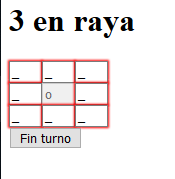 3 en raya
_ _ _
_ o _
_ _ _
Fin turno